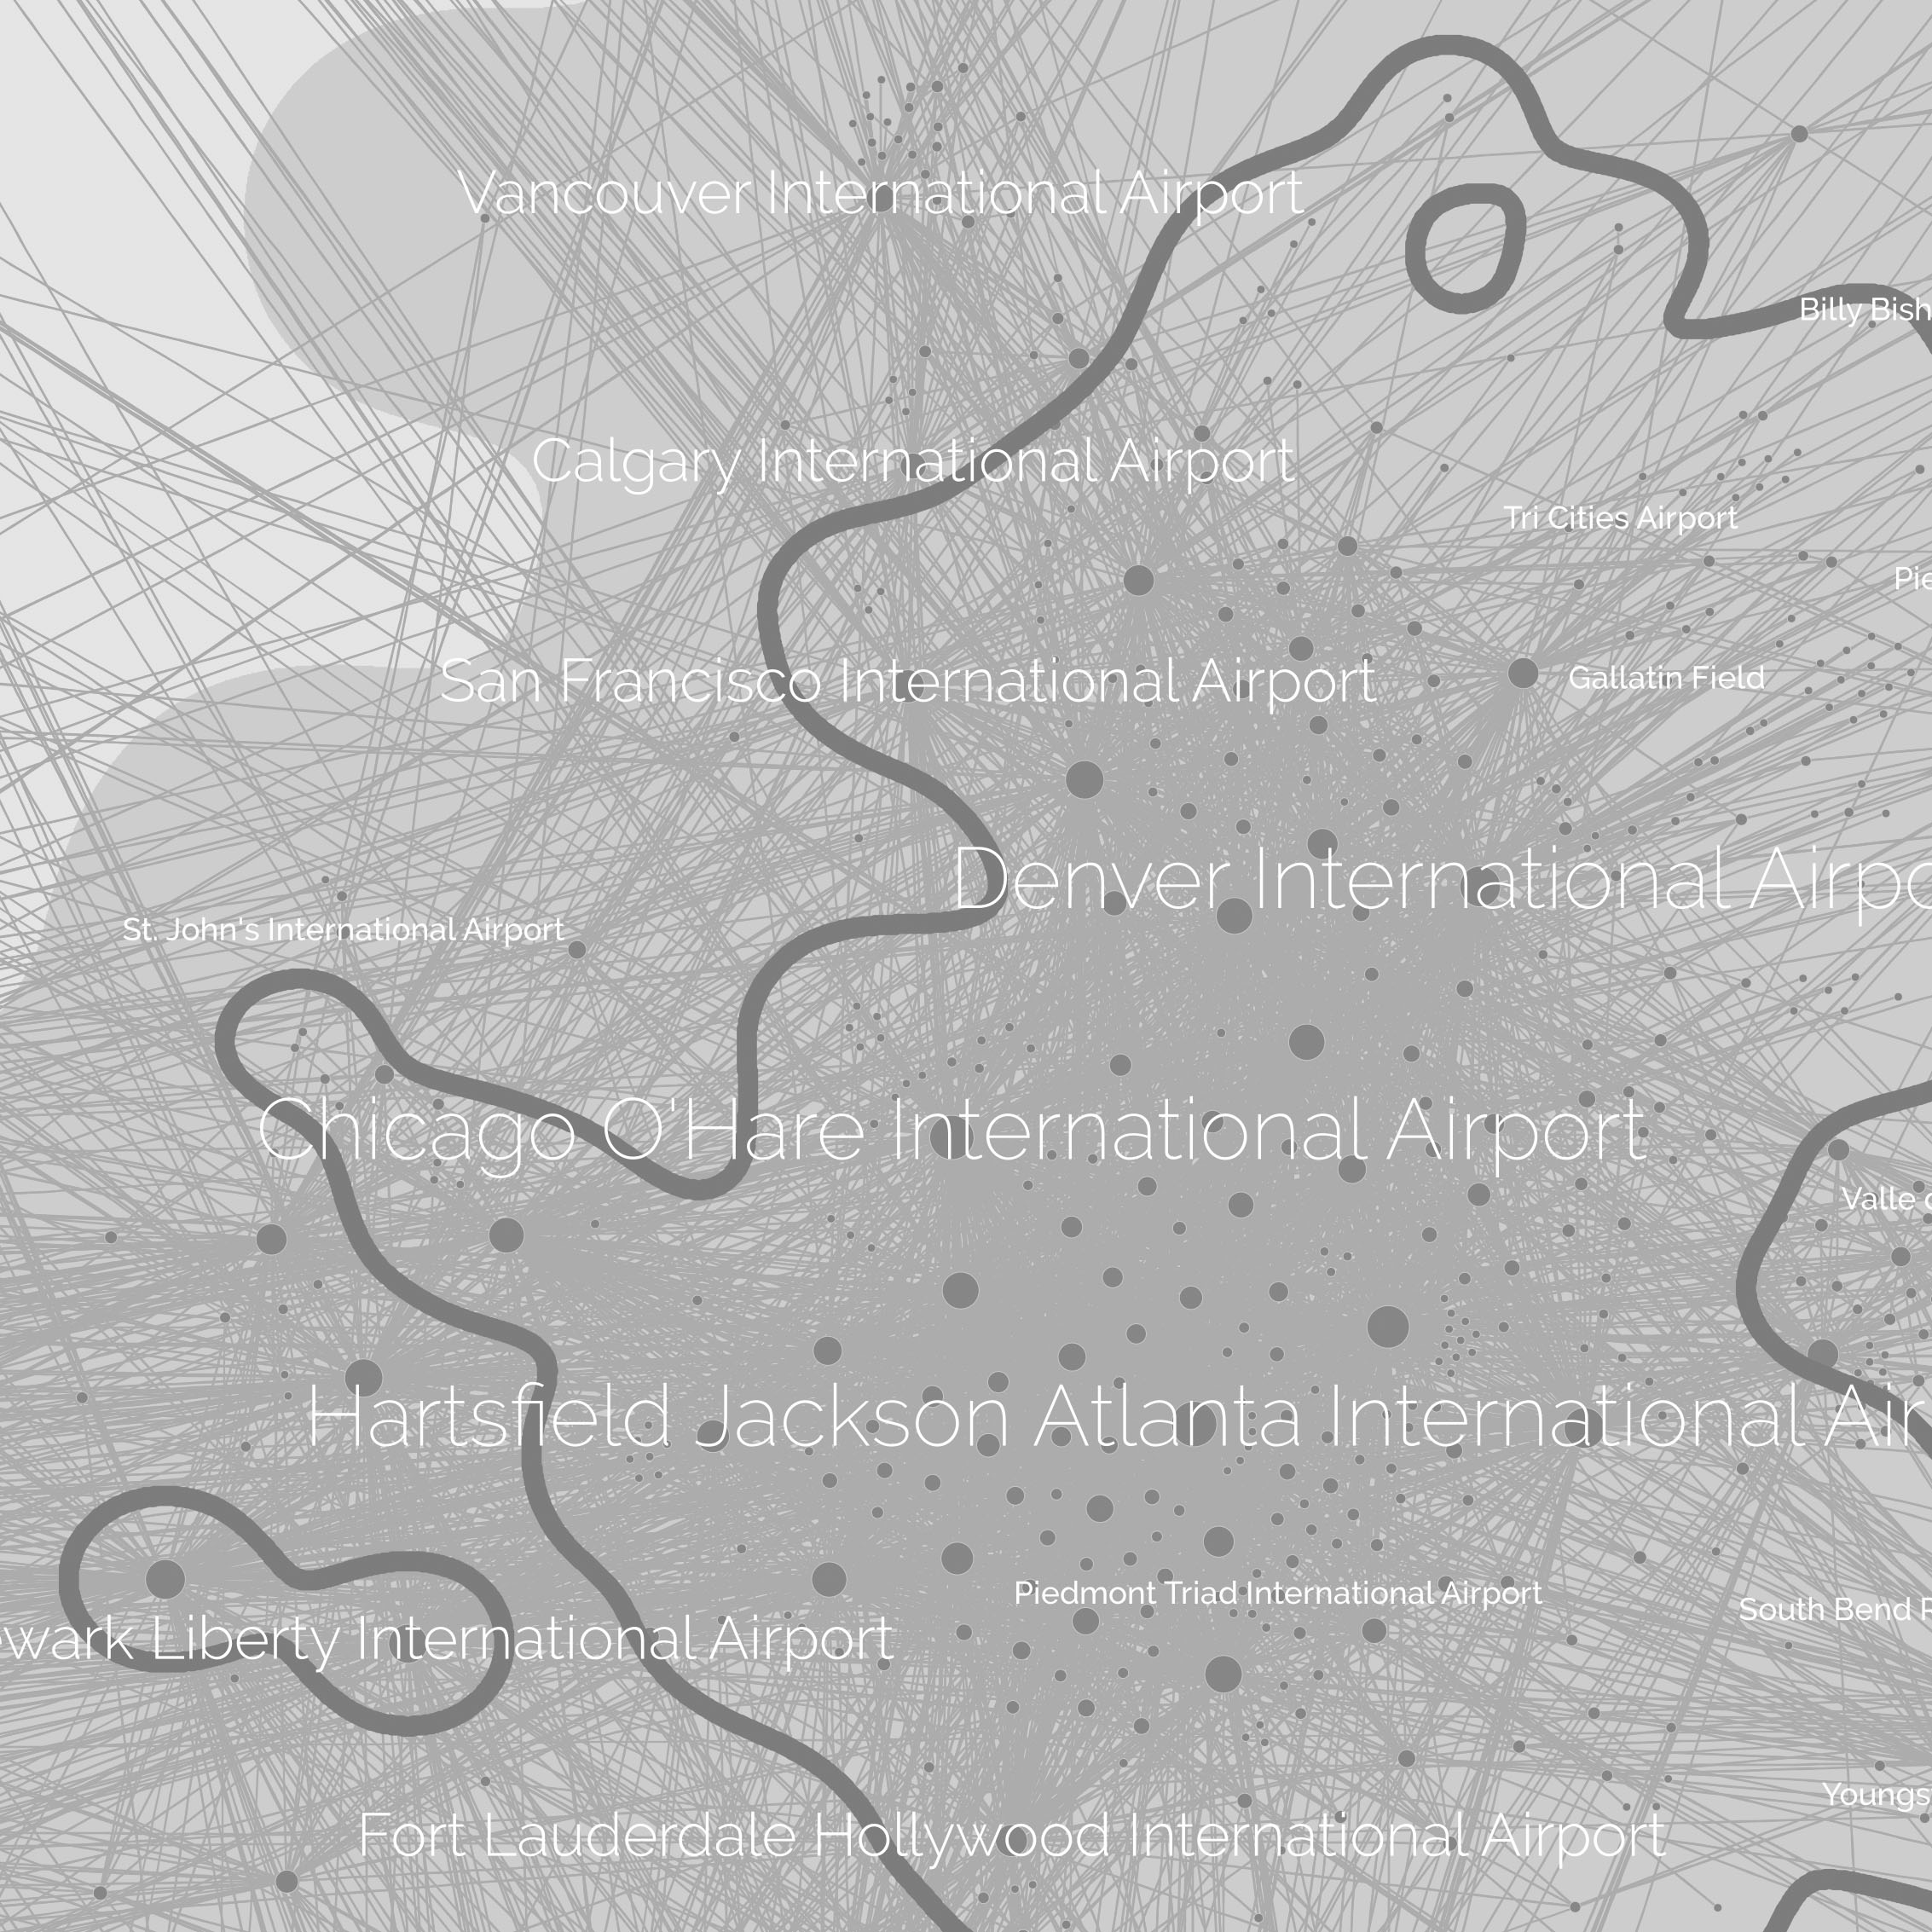 Vancouver International Airport
Billy Bish
Calgary International Airport
Tri Cities Airport
Pie
San Francisco International Airport
Gallatin Field
Denver International Airpo
St. John's International Airport
Chicago O'Hare International Airport
Valle
Hartsfield Jackson Atlanta International Air
Piedmont Triad International Airport
South Bend
wark Liberty International Airport
Youngs
Fort Lauderdale Hollywood International Airport